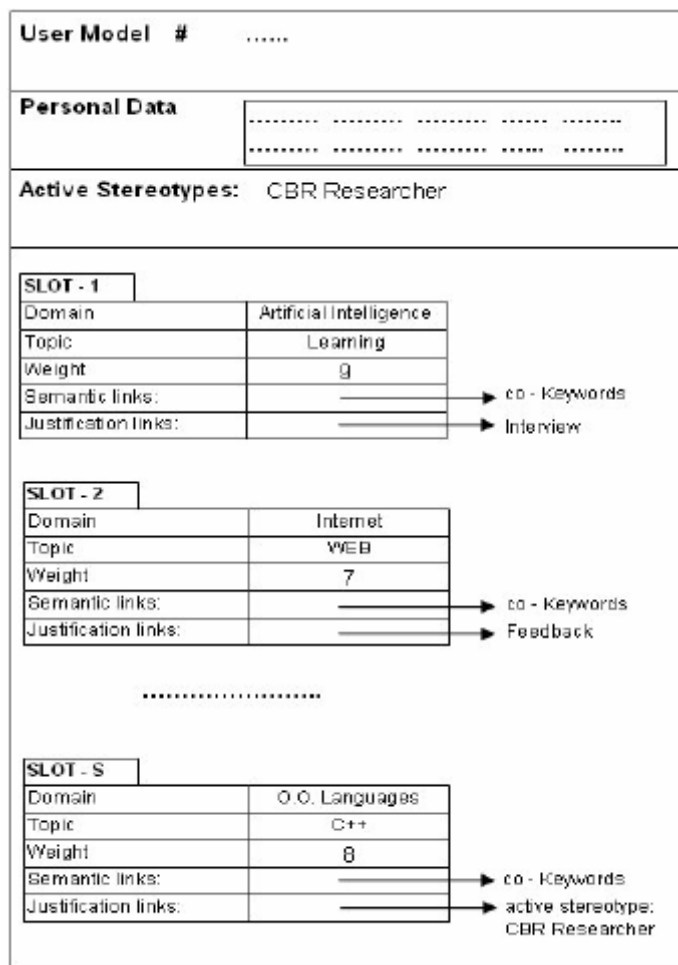 User Model # ......
Personal Data ......... ......... ......... ...... ........
......... ......... ......... ...... ........
Active Stereotypes: CBR Researcher
SLOT - 1
Domain Artificial Intelligence
Topic Learning
Weight 9
Semantic links: co - Keywords
Justification links: Interview
SLOT - 2
Domain Internet
Topic WEB
Weight 7
Semantic links: co - Keywords
Justification links: Feedback
.......................
SLOT - S
Domain O.O. Languages
Topic C++
Weight 8
Semantic links: co - Keywords
Justification links: active stereotype:
CBR Researcher